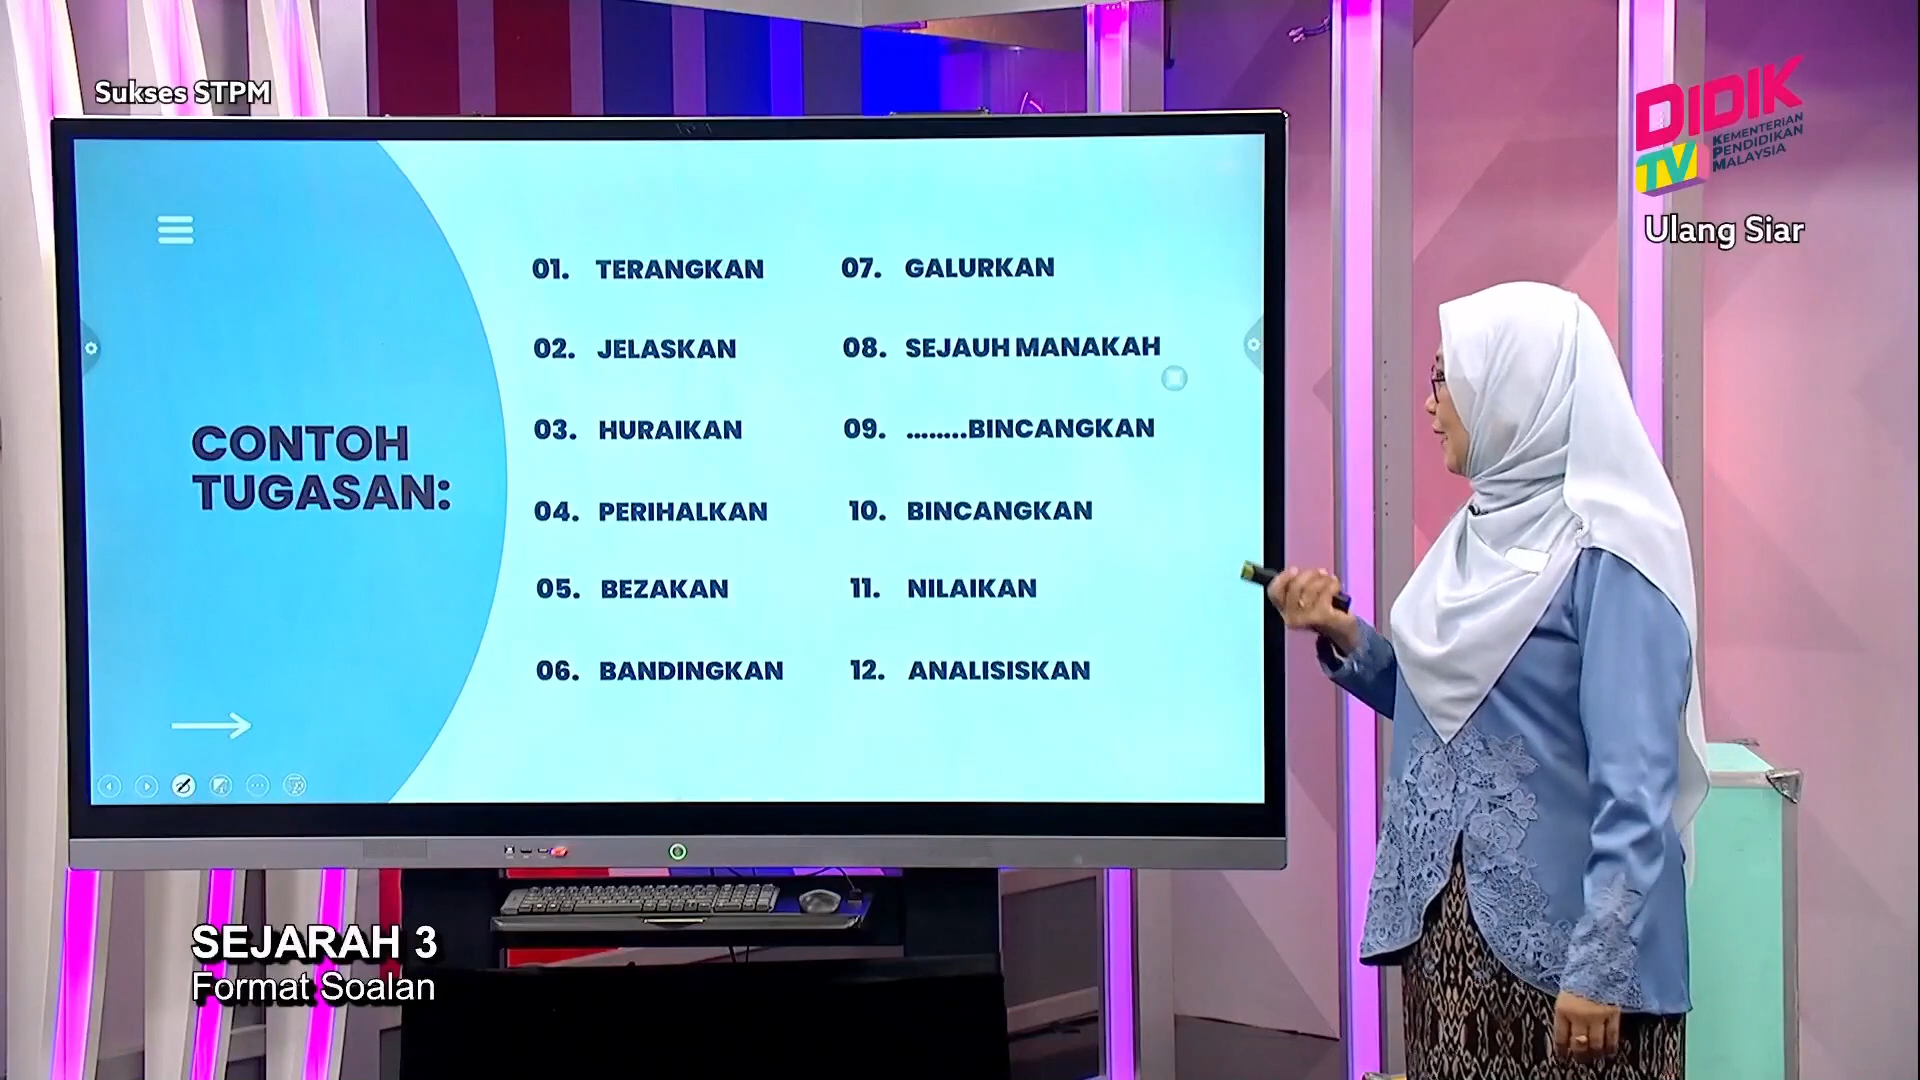 Sukses STPM
DIDIK
TV
KEMENTERIAN
PENDIDIKAN
MALAYSIA
Ulang Siar
CONTOH
TUGASAN:
01. TERANGKAN
02. JELASKAN
03. HURAIKAN
04. PERIHALKAN
05. BEZAKAN
06. BANDINGKAN
07. GALURKAN
08. SEJAUH MANAKAH
09. ........BINCANGKAN
10. BINCANGKAN
11. NILAIKAN
12. ANALISISKAN
SEJARAH 3
Format Soalan